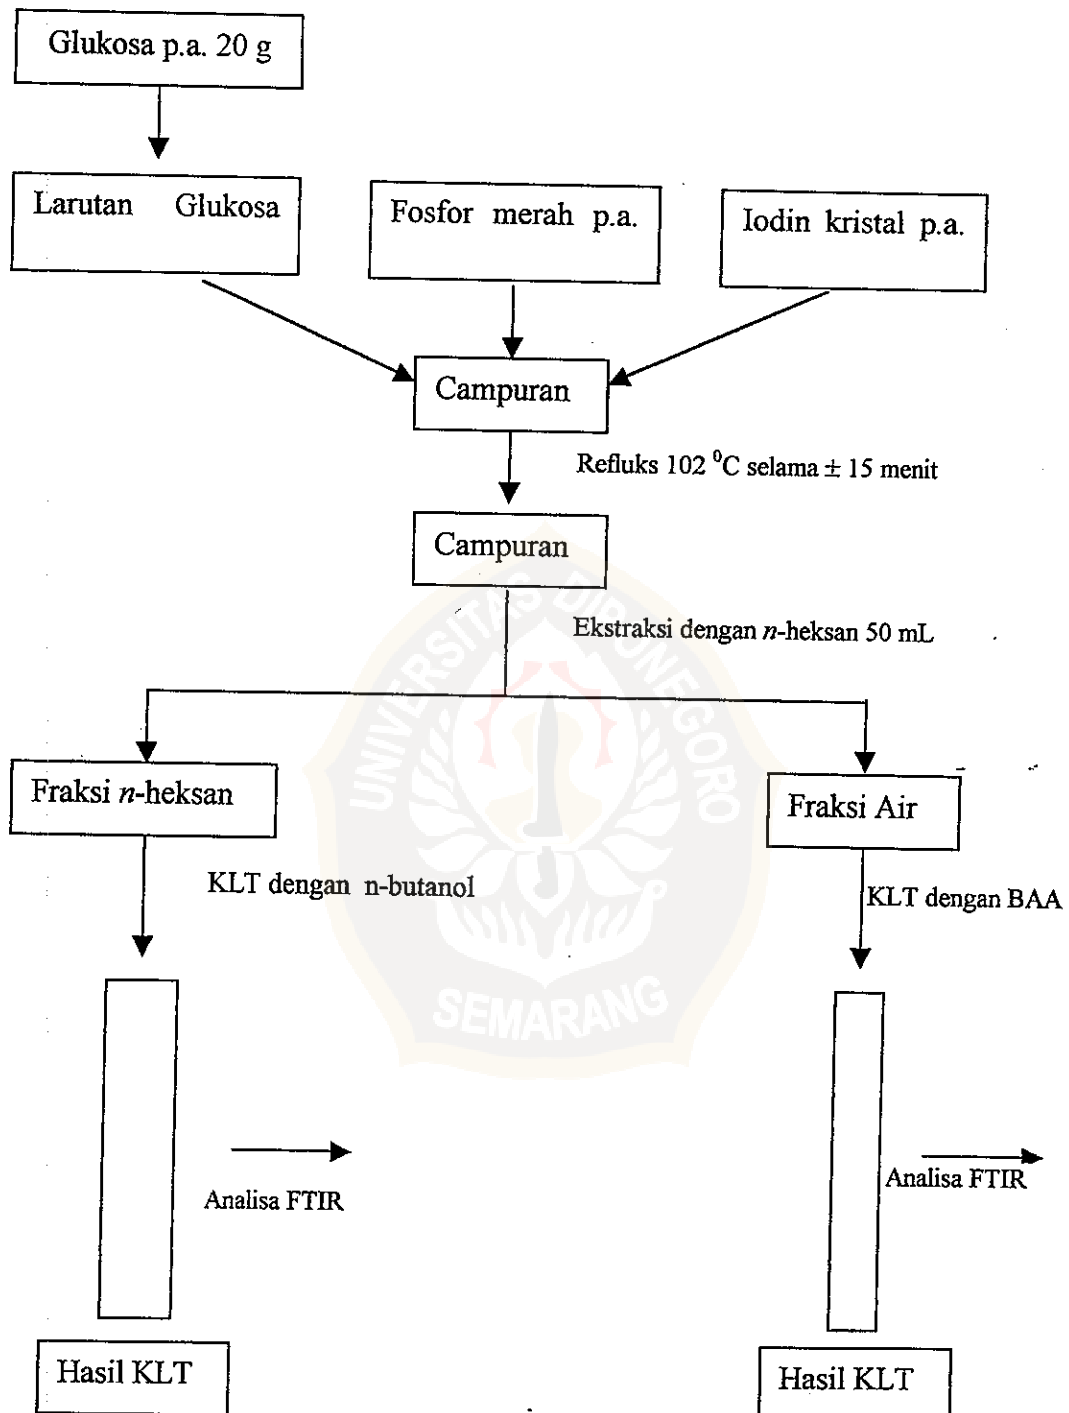 Glukosa p.a. 20 g
Larutan Glukosa
Fosfor merah p.a.
Iodin kristal p.a.
Campuran
Refluks 102 ⁰C selama ± 15 menit
Campuran
Ekstraksi dengan n-heksan 50 mL
UNIVERSITAS DIPONEGORO
SEMARANG
Fraksi n-heksan
Fraksi Air
KLT dengan n-butanol
KLT dengan BAA
Analisa FTIR
Analisa FTIR
Hasil KLT
Hasil KLT